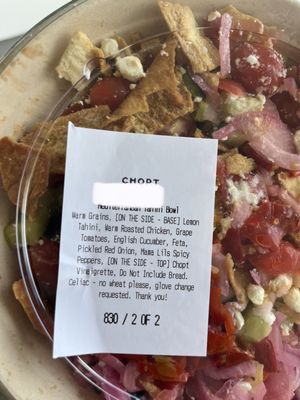 CHOPT
Mediterranean Tahini Bowl
Warm Grains, [ON THE SIDE - BASE] Lemon
Tahini, Warm Roasted Chicken, Grape
Tomatoes, English Cucumber, Feta,
Pickled Red Onion, Mama Lils Spicy
Peppers, [ON THE SIDE - TOP] Chopt
Vinaigrette, Do Not Include Bread.
Celiac - no wheat please, glove change
requested. Thank you!
830 / 2 OF 2